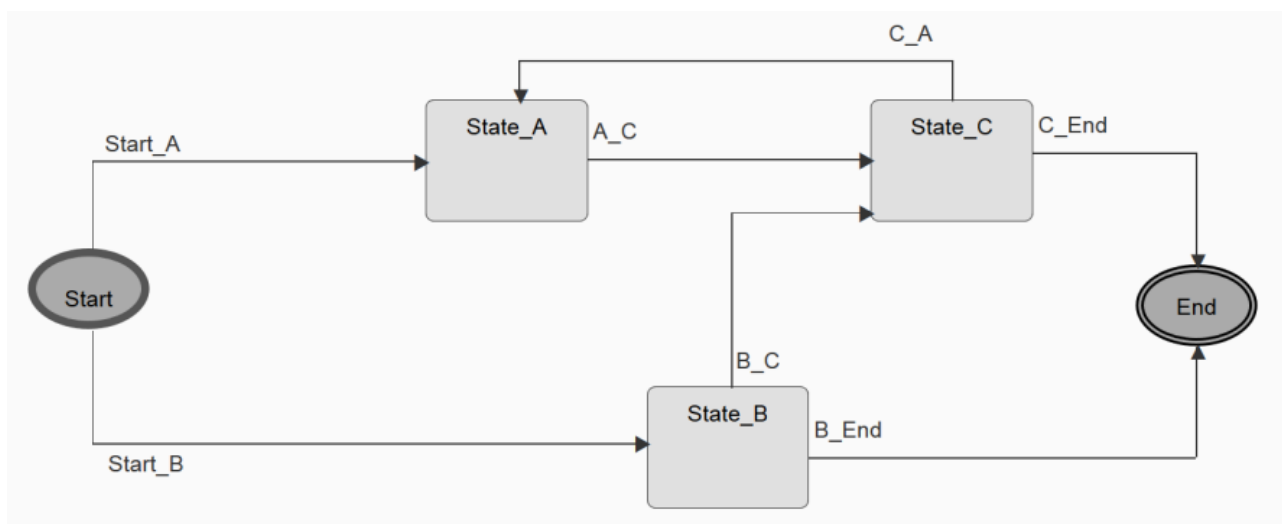 C_A
State_A
A_C
State_C
C_End
Start_A
Start
End
B_C
State_B
B_End
Start_B